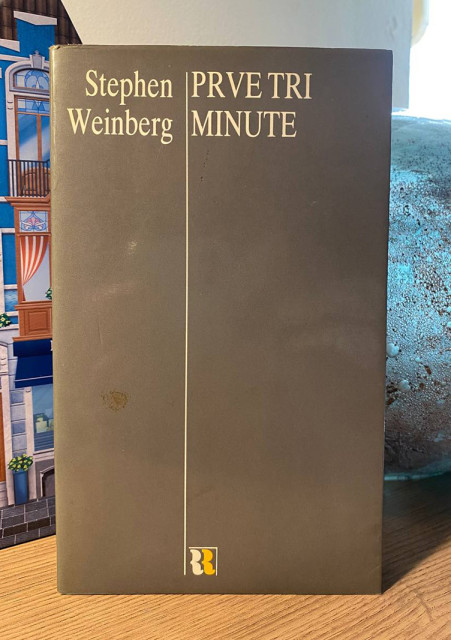 Stephen
Weinberg
PRVE TRI
MINUTE